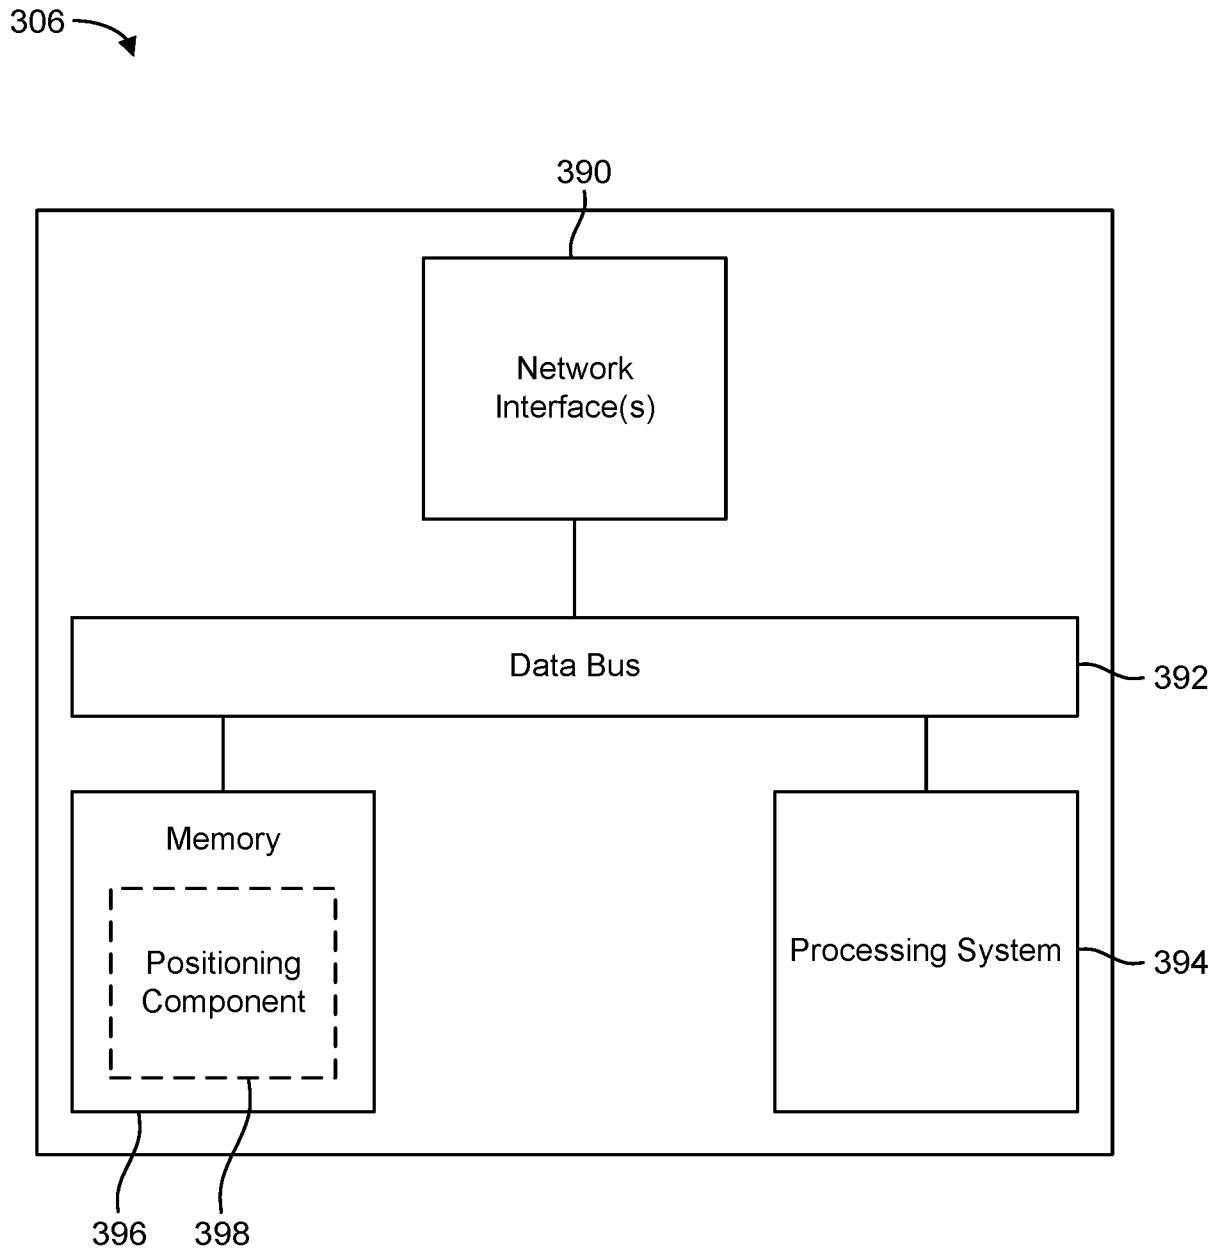 306
390
Network
Interface(s)
Data Bus
392
Memory
Positioning
Component
Processing System
394
396
398